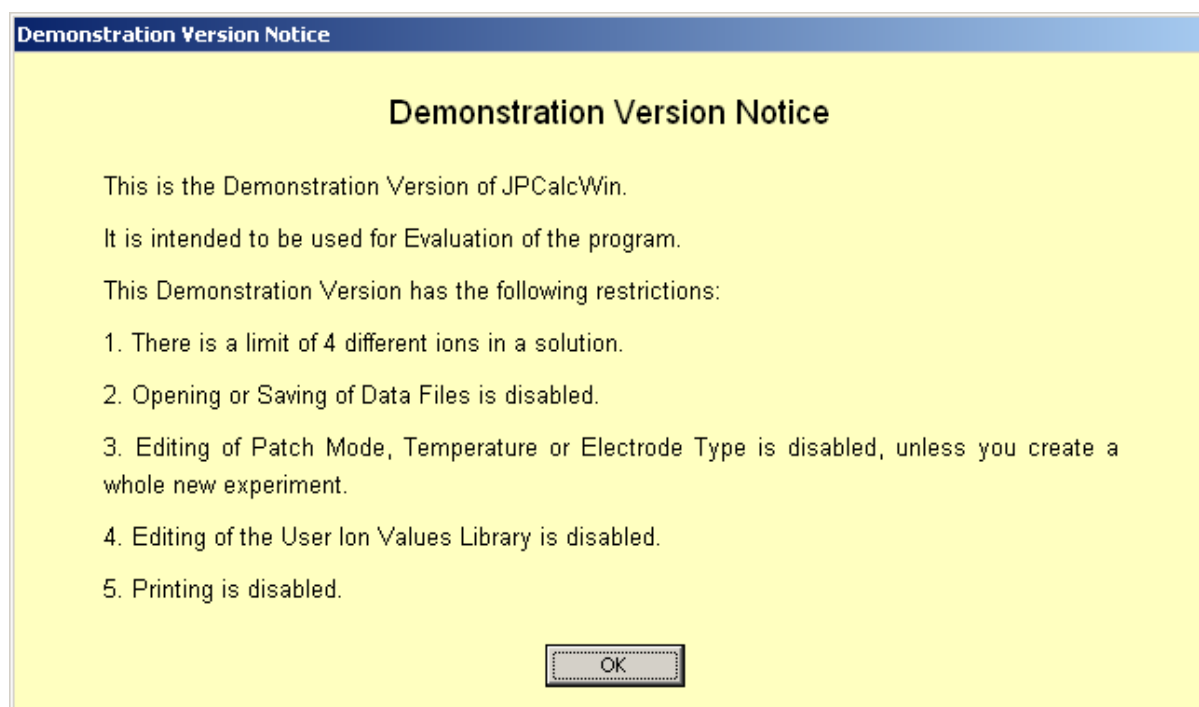 Demonstration Version Notice
Demonstration Version Notice
This is the Demonstration Version of JPCalcWin.
It is intended to be used for Evaluation of the program.
This Demonstration Version has the following restrictions:
1. There is a limit of 4 different ions in a solution.
2. Opening or Saving of Data Files is disabled.
3. Editing of Patch Mode, Temperature or Electrode Type is disabled, unless you create a
whole new experiment.
4. Editing of the User Ion Values Library is disabled.
5. Printing is disabled.
OK